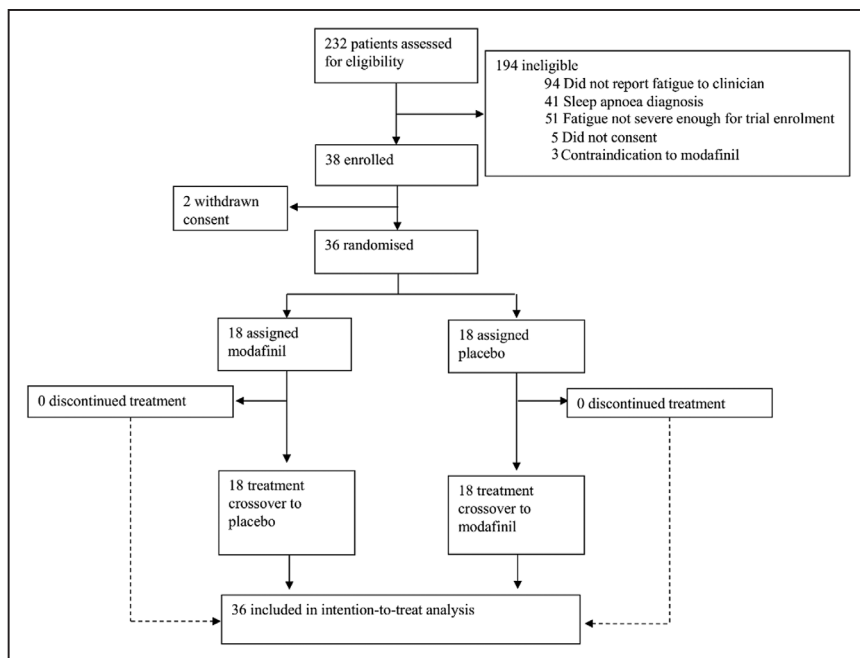 232 patients assessed
for eligibility
194 ineligible
94 Did not report fatigue to clinician
41 Sleep apnoea diagnosis
51 Fatigue not severe enough for trial enrolment
5 Did not consent
3 Contraindication to modafinil
38 enrolled
2 withdrawn
consent
36 randomised
18 assigned
modafinil
18 assigned
placebo
0 discontinued treatment
0 discontinued treatment
18 treatment
crossover to
placebo
18 treatment
crossover to
modafinil
36 included in intention-to-treat analysis